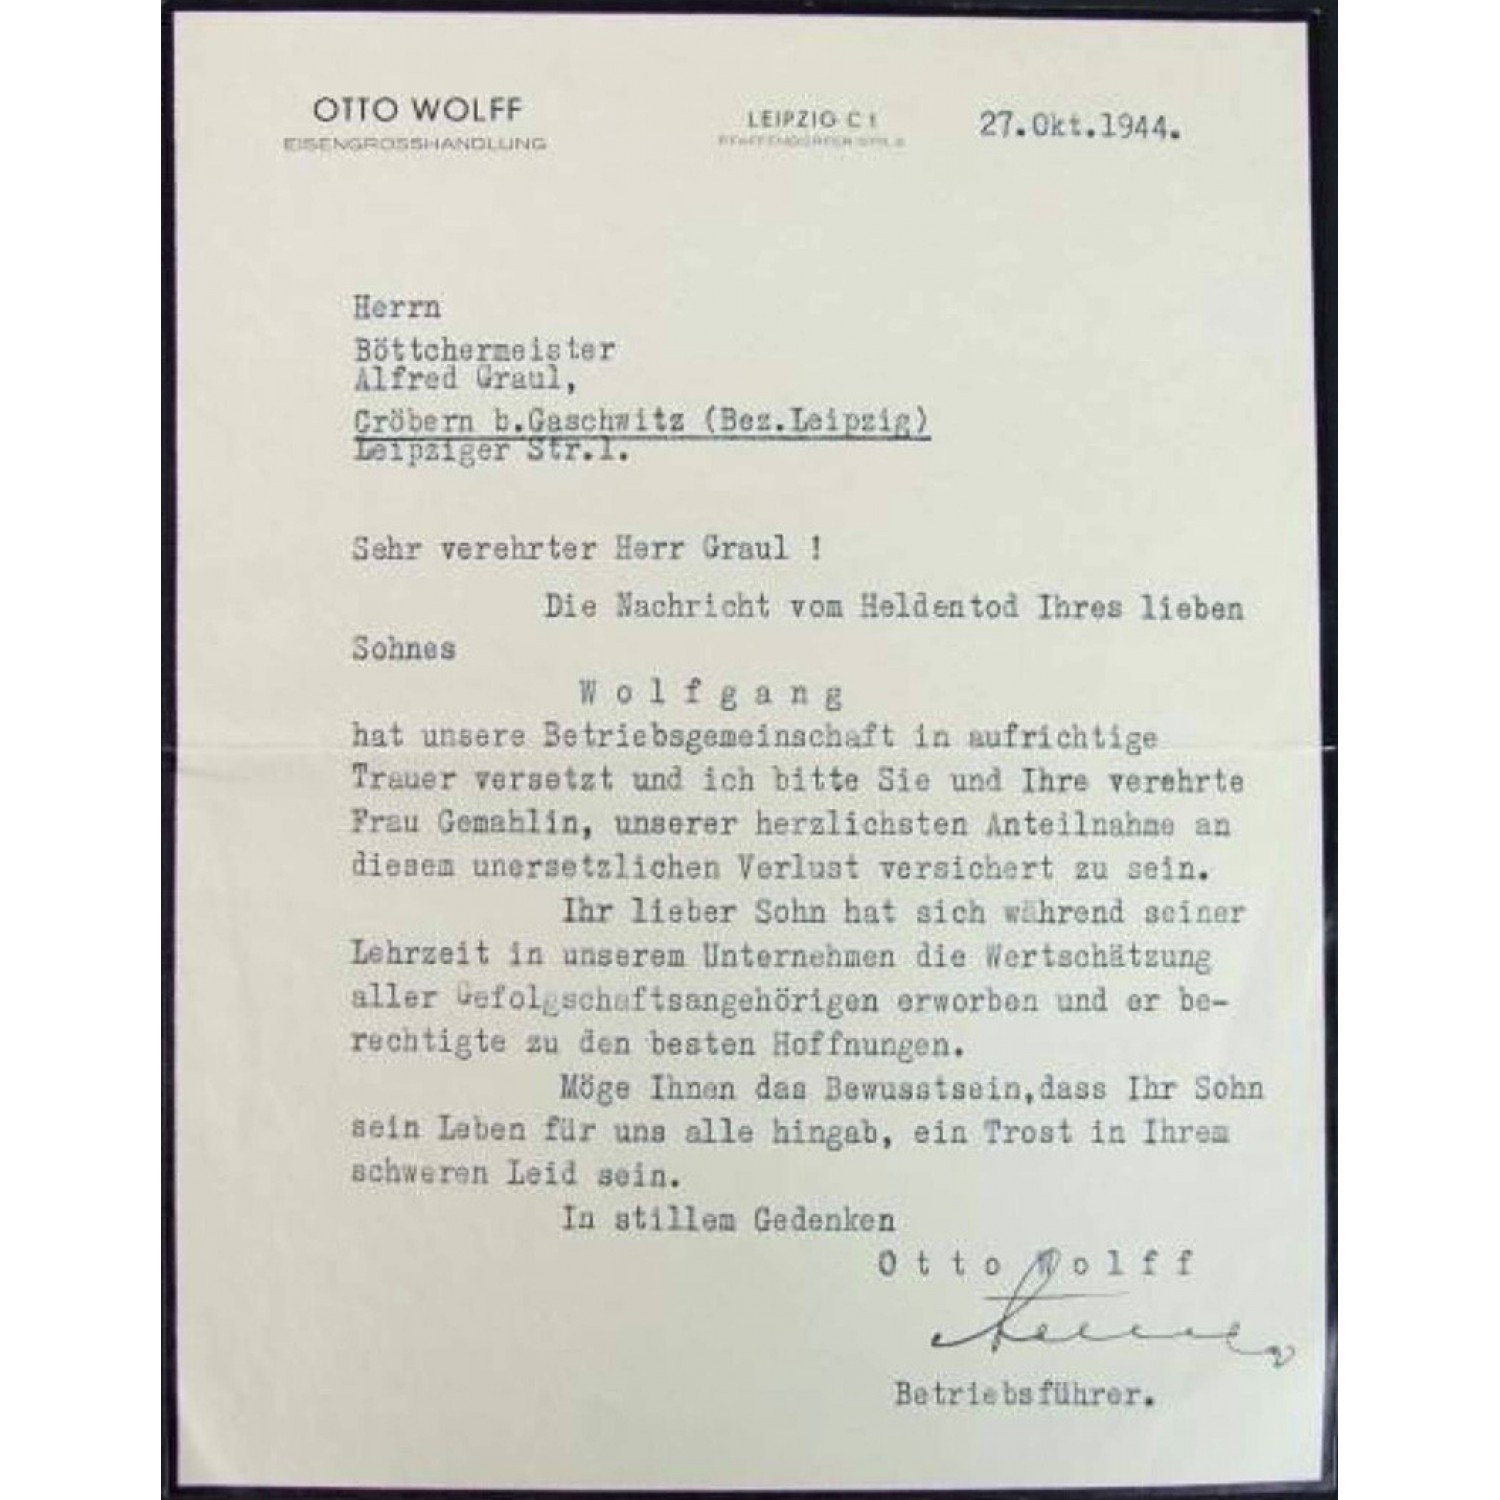 OTTO WOLFF
EISENGROSSHANDLUNG
LEIPZIG C 1
PFAFFENDORFER STR. 2
27.Okt.1944.
Herrn
Böttchermeister
Alfred Graul,
Cröbern b.Gaschwitz (Bez.Leipzig)
Leipziger Str.1.
Sehr verehrter Herr Graul !
Die Nachricht vom Heldentod Ihres lieben
Sohnes
W o l f g a n g
hat unsere Betriebsgemeinschaft in aufrichtige
Trauer versetzt und ich bitte Sie und Ihre verehrte
Frau Gemahlin, unserer herzlichsten Anteilnahme an
diesem unersetzlichen Verlust versichert zu sein.
Ihr lieber Sohn hat sich während seiner
Lehrzeit in unserem Unternehmen die Wertschätzung
aller Gefolgschaftsangehörigen erworben und er be-
rechtigte zu den besten Hoffnungen.
Möge Ihnen das Bewusstsein,dass Ihr Sohn
sein Leben für uns alle hingab, ein Trost in Ihrem
schweren Leid sein.
In stillem Gedenken
O t t o W o l f f
Betriebsführer.